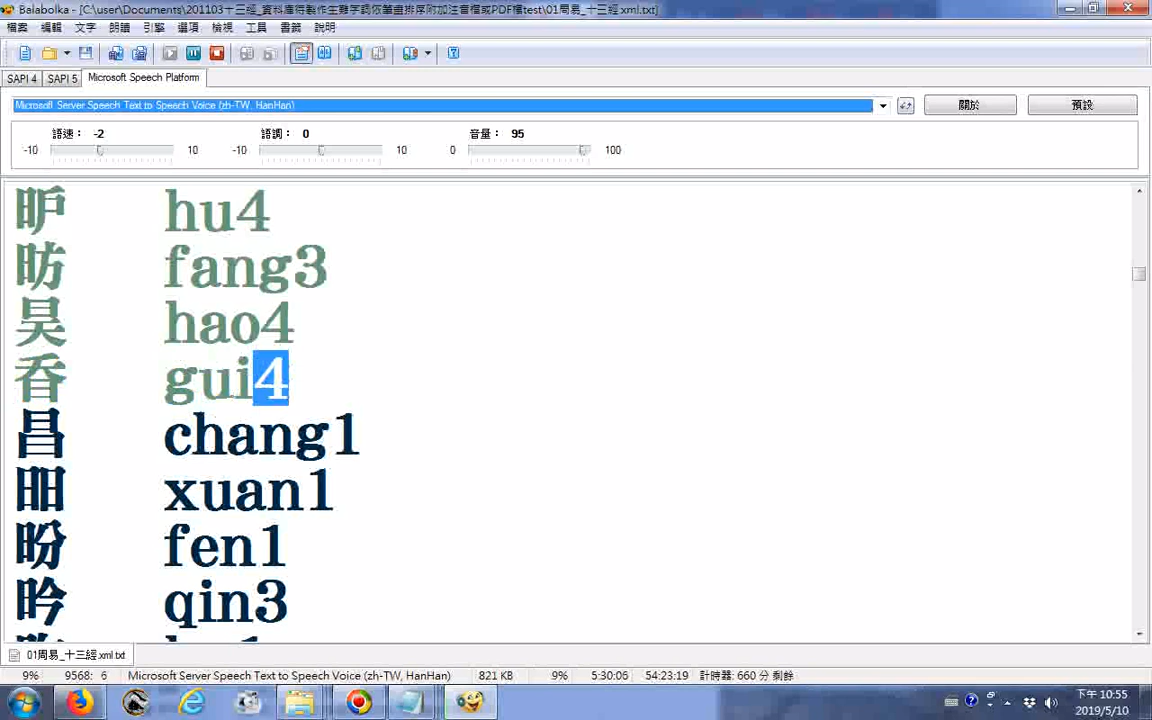 Balabolka - [C:\user\Documents\201103十三經_資料庫待製作生難字詞依筆畫排序附加注音檔或PDF檔test\01周易_十三經.xml.txt]
檔案 編輯 文字 朗讀 引擎 選項 檢視 工具 書籤 說明
SAPI 4 SAPI 5 Microsoft Speech Platform
Microsoft Server Speech Text to Speech Voice (zh-TW, HanHan) 關於 預設
語速： -2 語調： 0 音量： 95
-10 10 -10 10 0 100
昈 hu4
昉 fang3
昊 hao4
昋 gui4
昌 chang1
昍 xuan1
昐 fen1
昑 qin3
01周易_十三經.xml.txt
9% 9568: 6 Microsoft Server Speech Text to Speech Voice (zh-TW, HanHan) 821 KB 9% 5:30:06 54:23:19 計時器: 660 分 剩餘
下午 10:55
2019/5/10